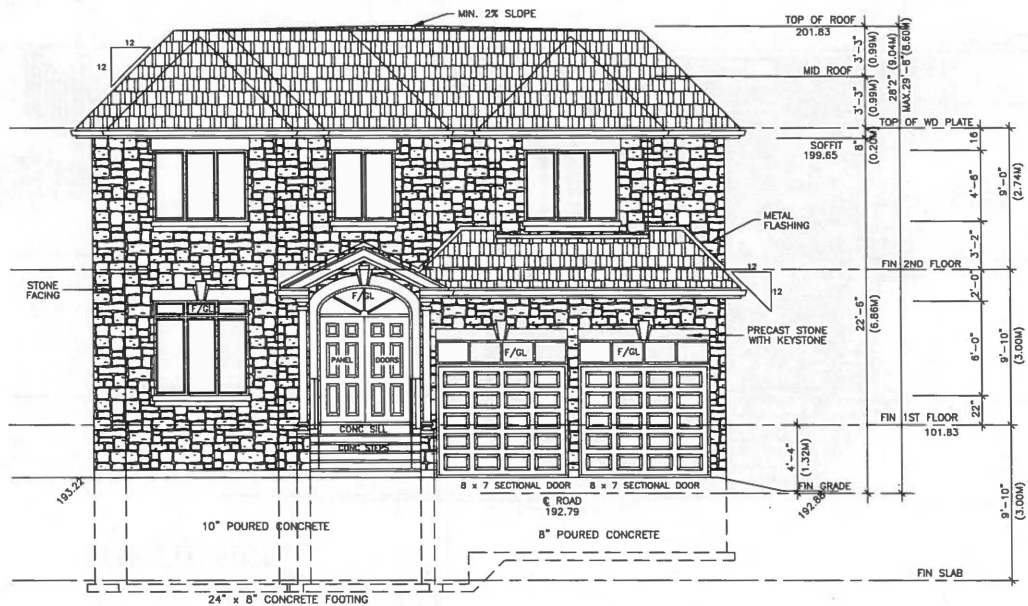 MIN. 2% SLOPE
TOP OF ROOF
201.83
12
12
3'-3"
(0.99M)
28'2" (9.04M)
MAX.29'-8"(8.60M)
MID ROOF
3'-3"
(0.99M)
TOP OF WD PLATE
SOFFIT
199.65
8"
(0.20M)
16
4'-6"
9'-0"
(2.74M)
METAL
FLASHING
3'-2"
FIN 2ND FLOOR
STONE
FACING
12
12
2'-0"
F/GL
F/GL
22'-6"
(6.86M)
PRECAST STONE
WITH KEYSTONE
6'-0"
9'-10"
(3.00M)
PANEL
DOORS
F/GL
F/GL
22"
FIN 1ST FLOOR
101.83
CONC SILL
CONC STEPS
4'-4"
(1.32M)
193.22
8 x 7 SECTIONAL DOOR
8 x 7 SECTIONAL DOOR
FIN GRADE
192.88
℄ ROAD
192.79
9'-10"
(3.00M)
10" POURED CONCRETE
8" POURED CONCRETE
FIN SLAB
24" x 8" CONCRETE FOOTING